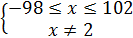 −98 ≤ x ≤ 102
x ≠ 2